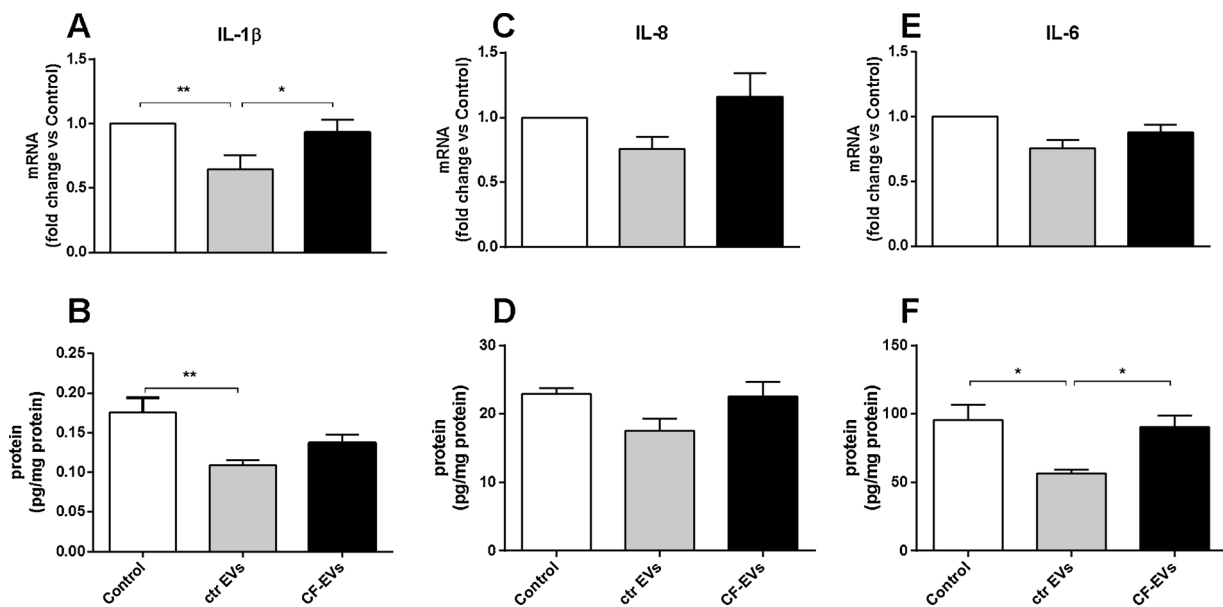 A
IL-1β
mRNA
(fold change vs Control)
1.5
1.0
0.5
0.0
**
*
C
IL-8
mRNA
(fold change vs Control)
1.5
1.0
0.5
0.0
E
IL-6
mRNA
(fold change vs Control)
1.5
1.0
0.5
0.0
B
protein
(pg/mg protein)
0.25
0.20
0.15
0.10
0.05
0.00
**
Control
ctr EVs
CF-EVs
D
protein
(pg/mg protein)
30
20
10
0
Control
ctr EVs
CF-EVs
F
protein
(pg/mg protein)
150
100
50
0
*
*
Control
ctr EVs
CF-EVs